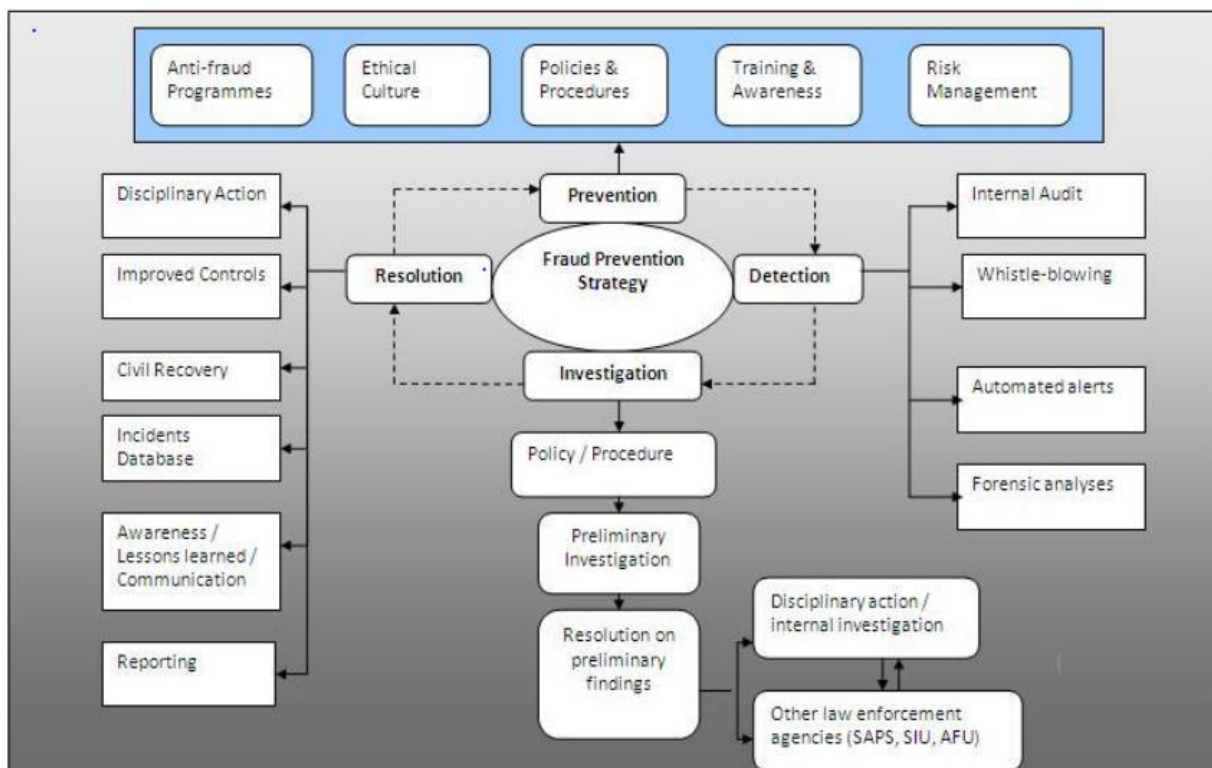 Anti-fraud
Programmes
Ethical
Culture
Policies &
Procedures
Training &
Awareness
Risk
Management
Prevention
Disciplinary Action
Internal Audit
Improved Controls
Resolution
Fraud Prevention
Strategy
Detection
Whistle-blowing
Civil Recovery
Investigation
Automated alerts
Incidents
Database
Policy / Procedure
Forensic analyses
Awareness /
Lessons learned /
Communication
Preliminary
Investigation
Disciplinary action /
internal investigation
Reporting
Resolution on
preliminary
findings
Other law enforcement
agencies (SAPS, SIU, AFU)